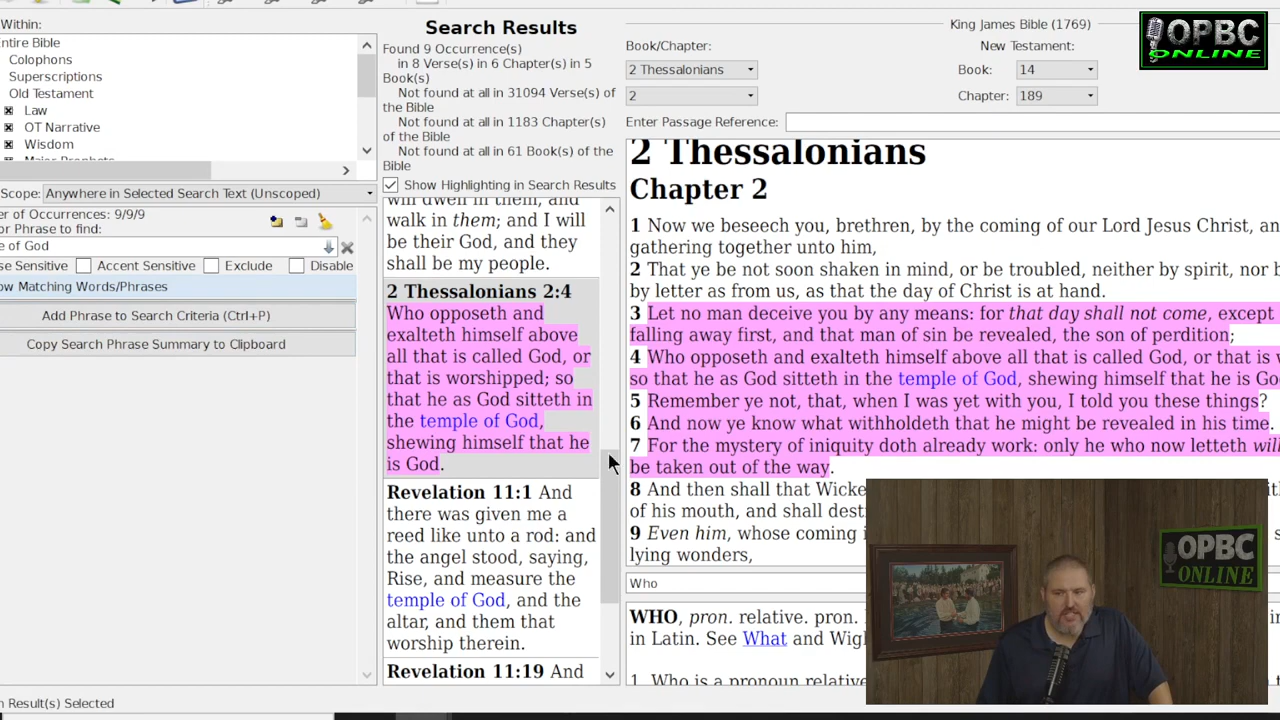 Within:
ntire Bible
Colophons
Superscriptions
Old Testament
Law
OT Narrative
Wisdom
Major Prophets
Scope: Anywhere in Selected Search Text (Unscoped)
er of Occurrences: 9/9/9
or Phrase to find:
e of God
se Sensitive Accent Sensitive Exclude Disable
ow Matching Words/Phrases
Add Phrase to Search Criteria (Ctrl+P)
Copy Search Phrase Summary to Clipboard
Result(s) Selected
Search Results
Found 9 Occurrence(s)
in 8 Verse(s) in 6 Chapter(s) in 5
Book(s)
Not found at all in 31094 Verse(s) of
the Bible
Not found at all in 1183 Chapter(s)
of the Bible
Not found at all in 61 Book(s) of the
Bible
Show Highlighting in Search Results
will dwell in them, and
walk in them; and I will
be their God, and they
shall be my people.
2 Thessalonians 2:4
Who opposeth and
exalteth himself above
all that is called God, or
that is worshipped; so
that he as God sitteth in
the temple of God,
shewing himself that he
is God.
Revelation 11:1 And
there was given me a
reed like unto a rod: and
the angel stood, saying,
Rise, and measure the
temple of God, and the
altar, and them that
worship therein.
Revelation 11:19 And
King James Bible (1769)
Book/Chapter: New Testament:
2 Thessalonians Book: 14
2 Chapter: 189
Enter Passage Reference:
2 Thessalonians
Chapter 2
1 Now we beseech you, brethren, by the coming of our Lord Jesus Christ, an
gathering together unto him,
2 That ye be not soon shaken in mind, or be troubled, neither by spirit, nor b
by letter as from us, as that the day of Christ is at hand.
3 Let no man deceive you by any means: for that day shall not come, except
falling away first, and that man of sin be revealed, the son of perdition;
4 Who opposeth and exalteth himself above all that is called God, or that is w
so that he as God sitteth in the temple of God, shewing himself that he is Go
5 Remember ye not, that, when I was yet with you, I told you these things?
6 And now ye know what withholdeth that he might be revealed in his time.
7 For the mystery of iniquity doth already work: only he who now letteth wil
be taken out of the way.
8 And then shall that Wicke
of his mouth, and shall dest
9 Even him, whose coming i
lying wonders,
Who
WHO, pron. relative. pron.
in Latin. See What and Wig
1. Who is a pronoun relative
OPBC
ONLINE
OPBC
ONLINE